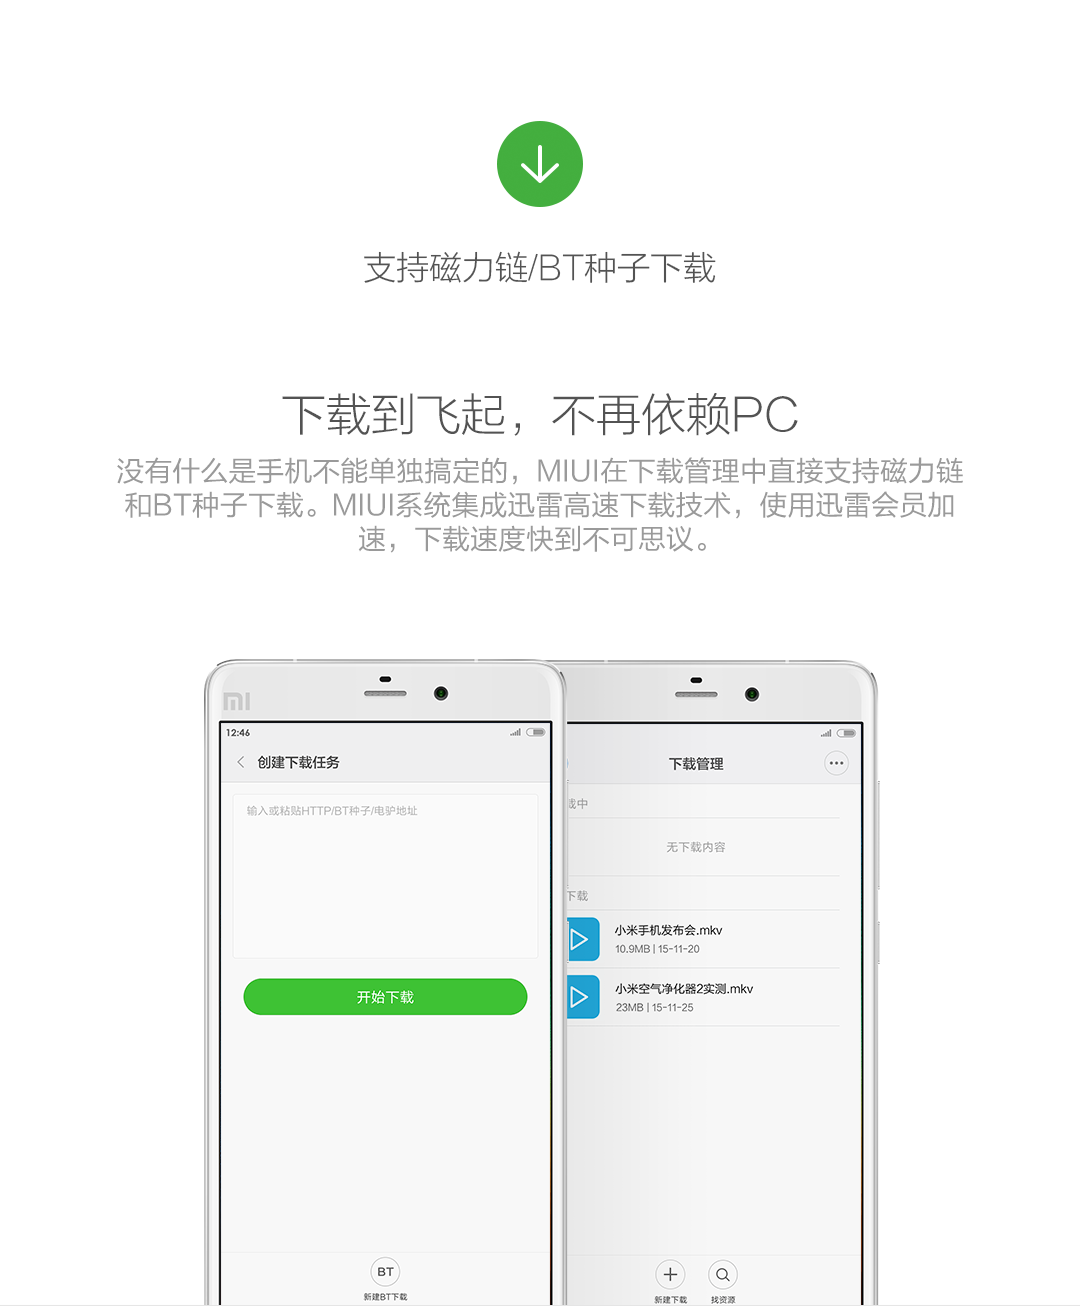 支持磁力链/BT种子下载
下载到飞起，不再依赖PC
没有什么是手机不能单独搞定的，MIUI在下载管理中直接支持磁力链
和BT种子下载。MIUI系统集成迅雷高速下载技术，使用迅雷会员加
速，下载速度快到不可思议。
MI
12:46
创建下载任务
输入或粘贴HTTP/BT种子/电驴地址
开始下载
BT
新建BT下载
下载管理
载中
无下载内容
下载
小米手机发布会.mkv
10.9MB | 15-11-20
小米空气净化器2实测.mkv
23MB | 15-11-25
新建下载
找资源